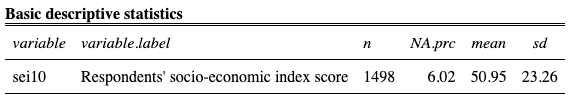 Basic descriptive statistics
variable variable.label n NA.prc mean sd
sei10 Respondents' socio-economic index score 1498 6.02 50.95 23.26